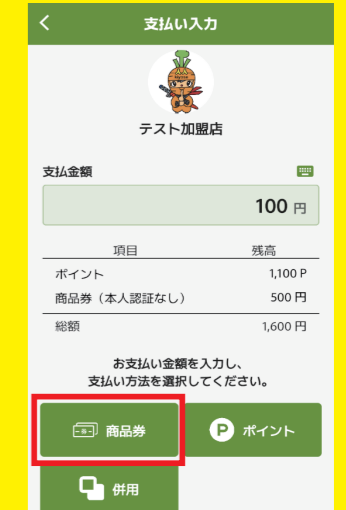 支払い入力
テスト加盟店
支払金額
100 円
項目 残高
ポイント 1,100 P
商品券（本人認証なし） 500 円
総額 1,600 円
お支払い金額を入力し、
支払い方法を選択してください。
商品券 P ポイント
併用